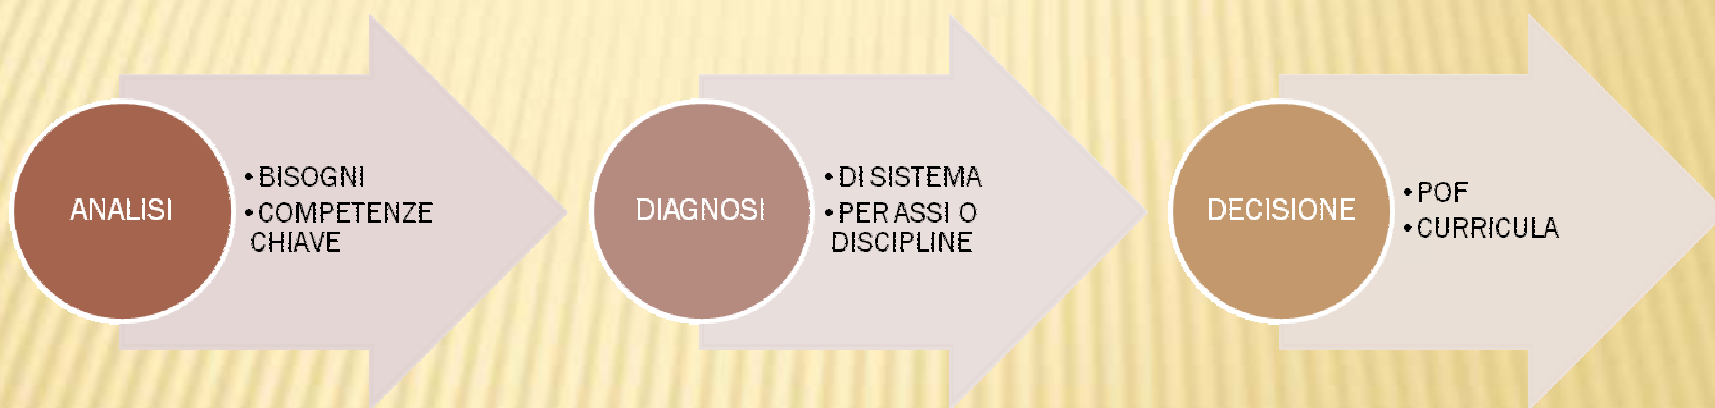 ANALISI
• BISOGNI
• COMPETENZE
CHIAVE
DIAGNOSI
• DI SISTEMA
• PER ASSI O
DISCIPLINE
DECISIONE
• POF
• CURRICULA